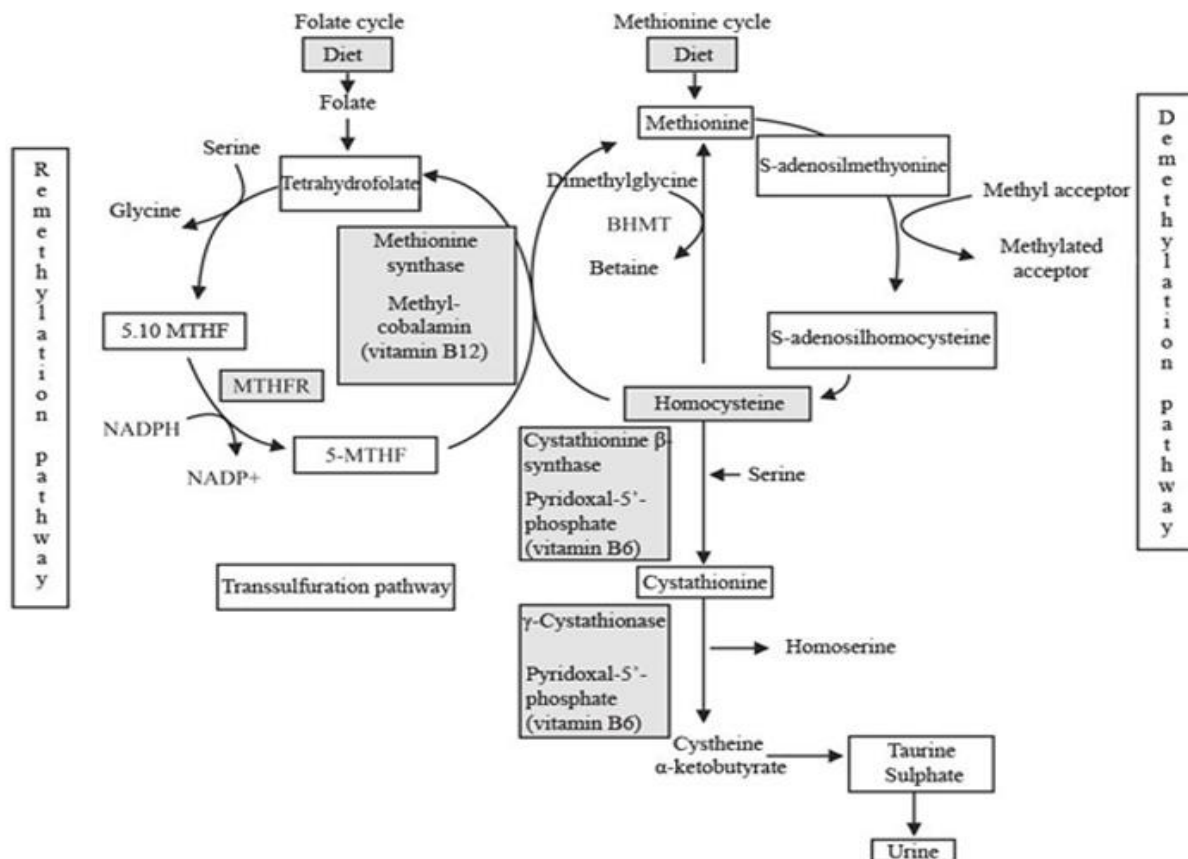 Folate cycle
Diet
Folate
Serine
Tetrahydrofolate
Glycine
5.10 MTHF
MTHFR
NADPH
NADP+
5-MTHF
Methionine
synthase
Methyl-
cobalamin
(vitamin B12)
Remethylation pathway
Transsulfuration pathway
Methionine cycle
Diet
Methionine
Dimethylglycine
BHMT
Betaine
S-adenosilmethyonine
Methyl acceptor
Methylated
acceptor
S-adenosilhomocysteine
Homocysteine
Cystathionine β-
synthase
Pyridoxal-5’-
phosphate
(vitamin B6)
Serine
Cystathionine
γ-Cystathionase
Pyridoxal-5’-
phosphate
(vitamin B6)
Homoserine
Cystheine
α-ketobutyrate
Taurine
Sulphate
Urine
Demethylation pathway